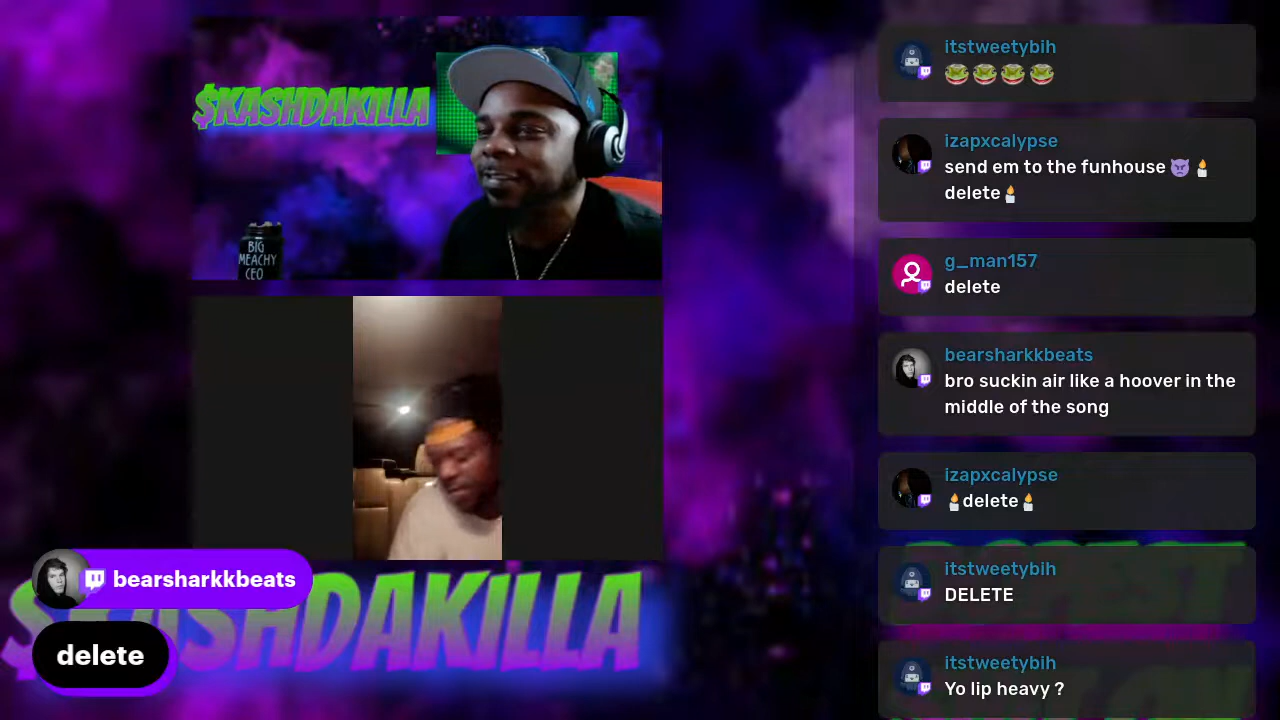 $KASHDAKILLA
BIG
MEACHY
CEO
bearsharkkbeats
delete
itstweetybih
izapxcalypse
send em to the funhouse 😈🕯️
delete🕯️
g_man157
delete
bearsharkkbeats
bro suckin air like a hoover in the
middle of the song
izapxcalypse
🕯️delete🕯️
itstweetybih
DELETE
itstweetybih
Yo lip heavy ?